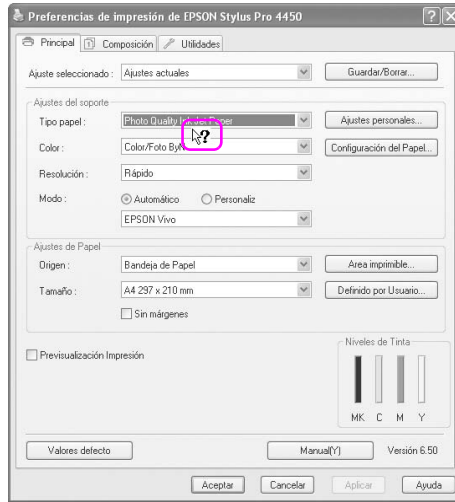 Preferencias de impresión de EPSON Stylus Pro 4450
Principal Composición Utilidades
Ajuste seleccionado : Ajustes actuales Guardar/Borrar...
Ajustes del soporte
Tipo papel : Photo Quality Paper Ajustes personales...
Color : Color/Foto Configuración del Papel...
Resolución : Rápido
Modo : Automático Personaliz
EPSON Vivo
Ajustes de Papel
Origen : Bandeja de Papel Area imprimible...
Tamaño : A4 297 x 210 mm Definido por Usuario...
Sin márgenes
Previsualización Impresión
Niveles de Tinta
MK C M Y
Valores defecto Manual(Y) Versión 6.50
Aceptar Cancelar Aplicar Ayuda